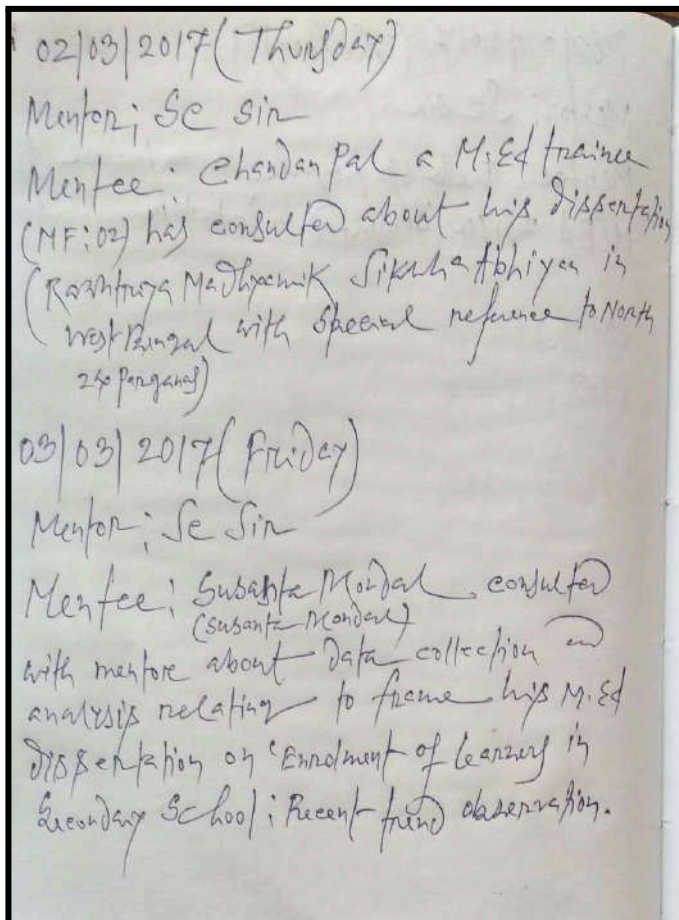 02/03/2017 (Thursday)
Mentor; Sc Sir
Mentee: Chandan Pal a M.Ed trainee
(MF:02) has consulted about his dissertation
(Rashtriya Madhyamik Siksha Abhiyan in
West Bengal with special reference to North
24 Parganas)
03/03/2017 (Friday)
Mentor; Sc Sir
Mentee: Susanta Mondal consulted
(Susanta Mondal)
with mentore about data collection and
analysis relating to frame his M.Ed
dissertation on 'Enrolment of learners in
Secondary School: Recent trend observation.